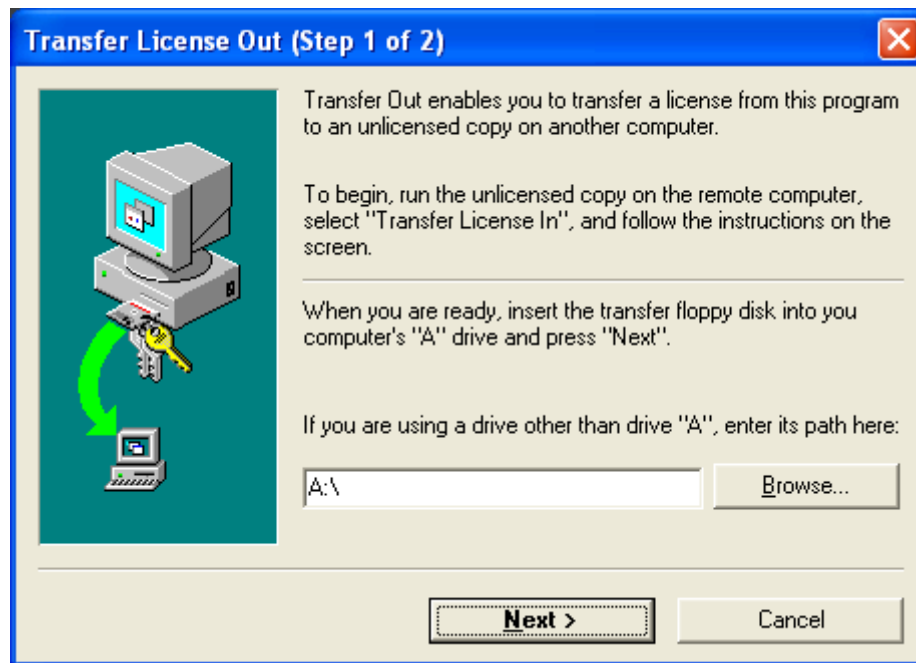 Transfer License Out (Step 1 of 2)
Transfer Out enables you to transfer a license from this program
to an unlicensed copy on another computer.
To begin, run the unlicensed copy on the remote computer,
select "Transfer License In", and follow the instructions on the
screen.
When you are ready, insert the transfer floppy disk into you
computer's "A" drive and press "Next".
If you are using a drive other than drive "A", enter its path here:
A:\
Browse...
Next >
Cancel